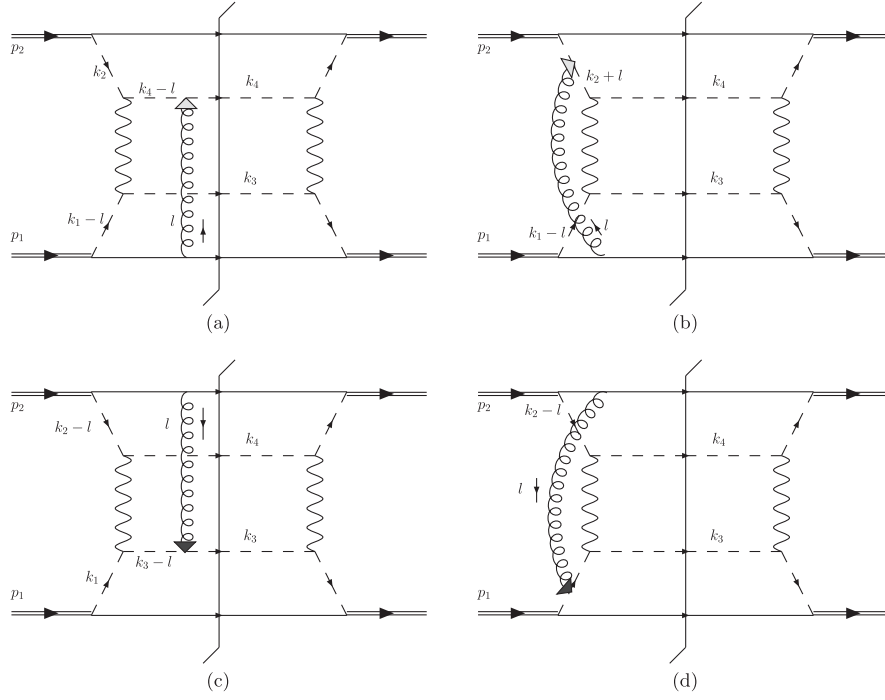 p₂
k₂
k₄ − l
k₄
k₃
l
k₁ − l
p₁
(a)
p₂
k₂ + l
k₄
k₃
k₁ − l
l
p₁
(b)
p₂
l
k₂ − l
k₄
k₃
k₁
k₃ − l
p₁
(c)
p₂
k₂ − l
k₄
l
k₃
p₁
(d)